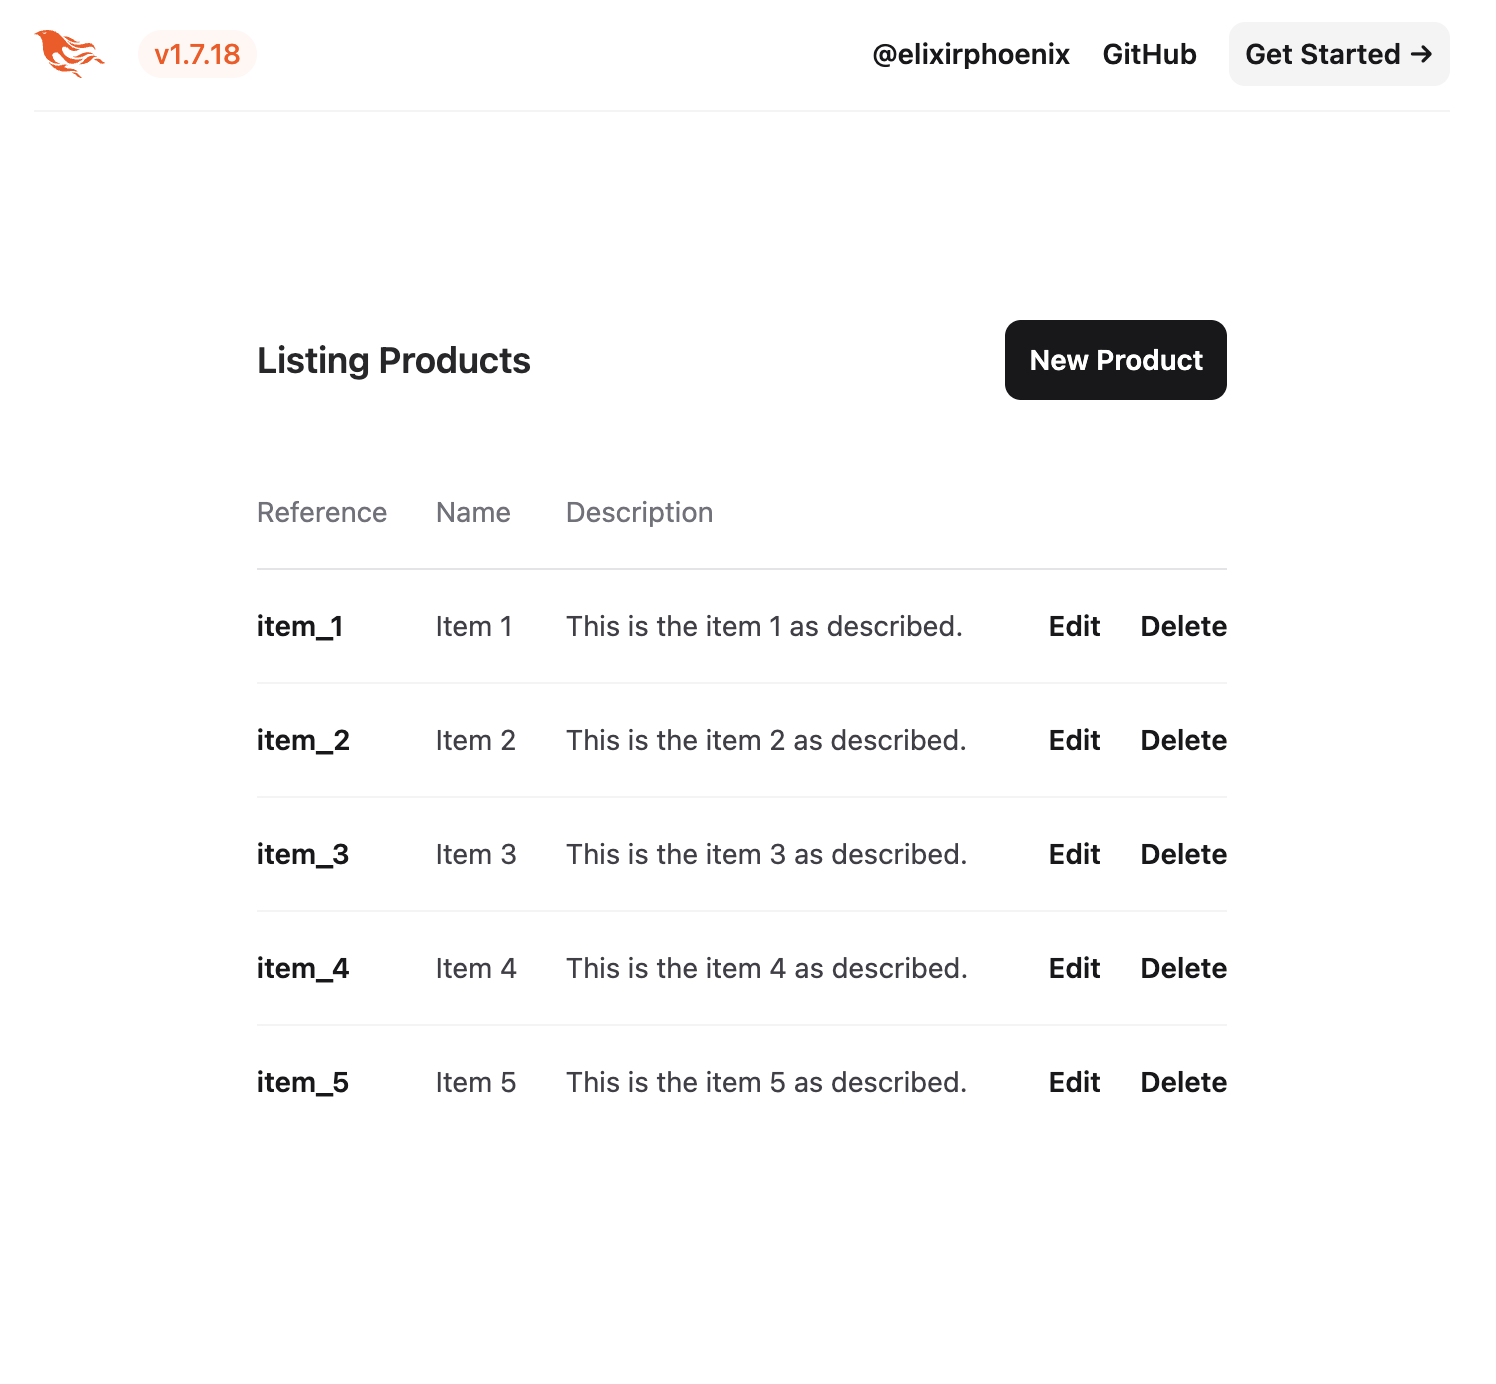 v1.7.18 @elixirphoenix GitHub Get Started →
Listing Products New Product
Reference Name Description
item_1 Item 1 This is the item 1 as described. Edit Delete
item_2 Item 2 This is the item 2 as described. Edit Delete
item_3 Item 3 This is the item 3 as described. Edit Delete
item_4 Item 4 This is the item 4 as described. Edit Delete
item_5 Item 5 This is the item 5 as described. Edit Delete